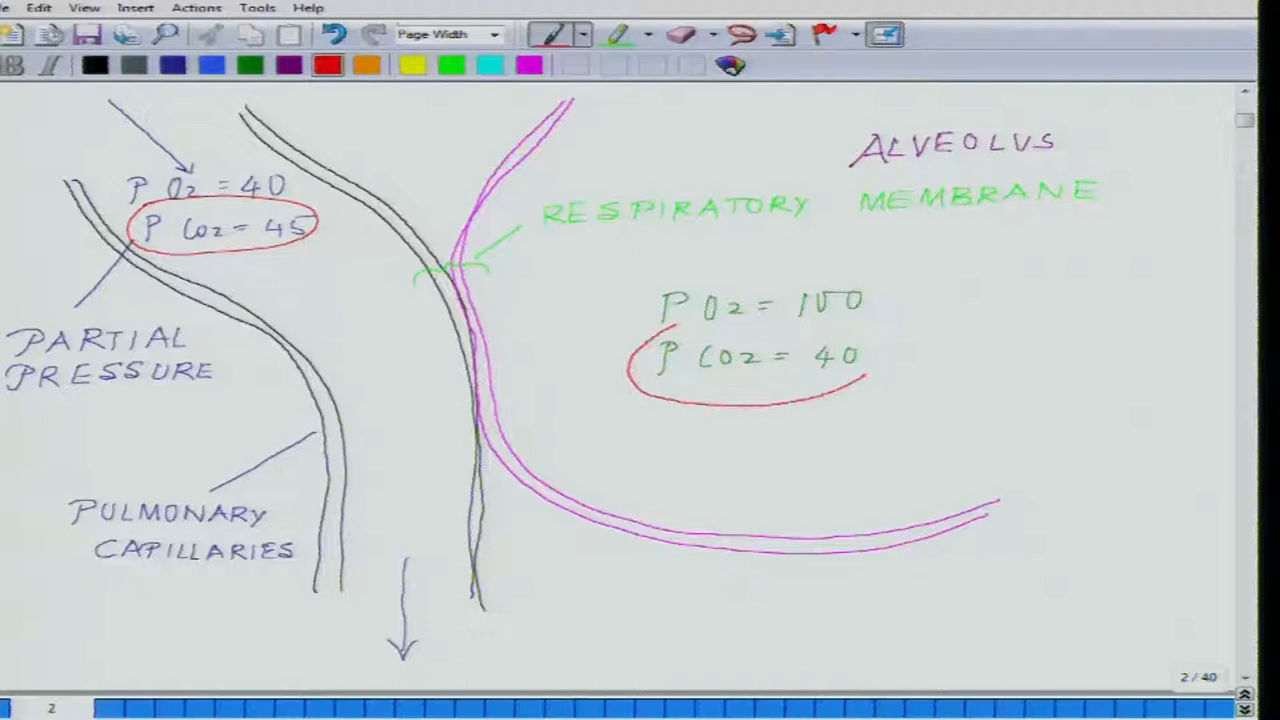 Edit View Insert Actions Tools Help
Page Width
ALVEOLUS
P O2 = 40
RESPIRATORY MEMBRANE
P CO2 = 45
P O2 = 100
PARTIAL
PRESSURE
P CO2 = 40
PULMONARY
CAPILLARIES
2 / 40
2